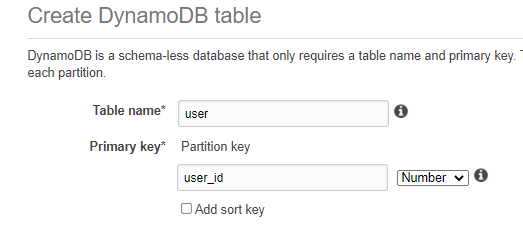 Create DynamoDB table
DynamoDB is a schema-less database that only requires a table name and primary key.
each partition.
Table name*
user
Primary key* Partition key
user_id
Number
Add sort key